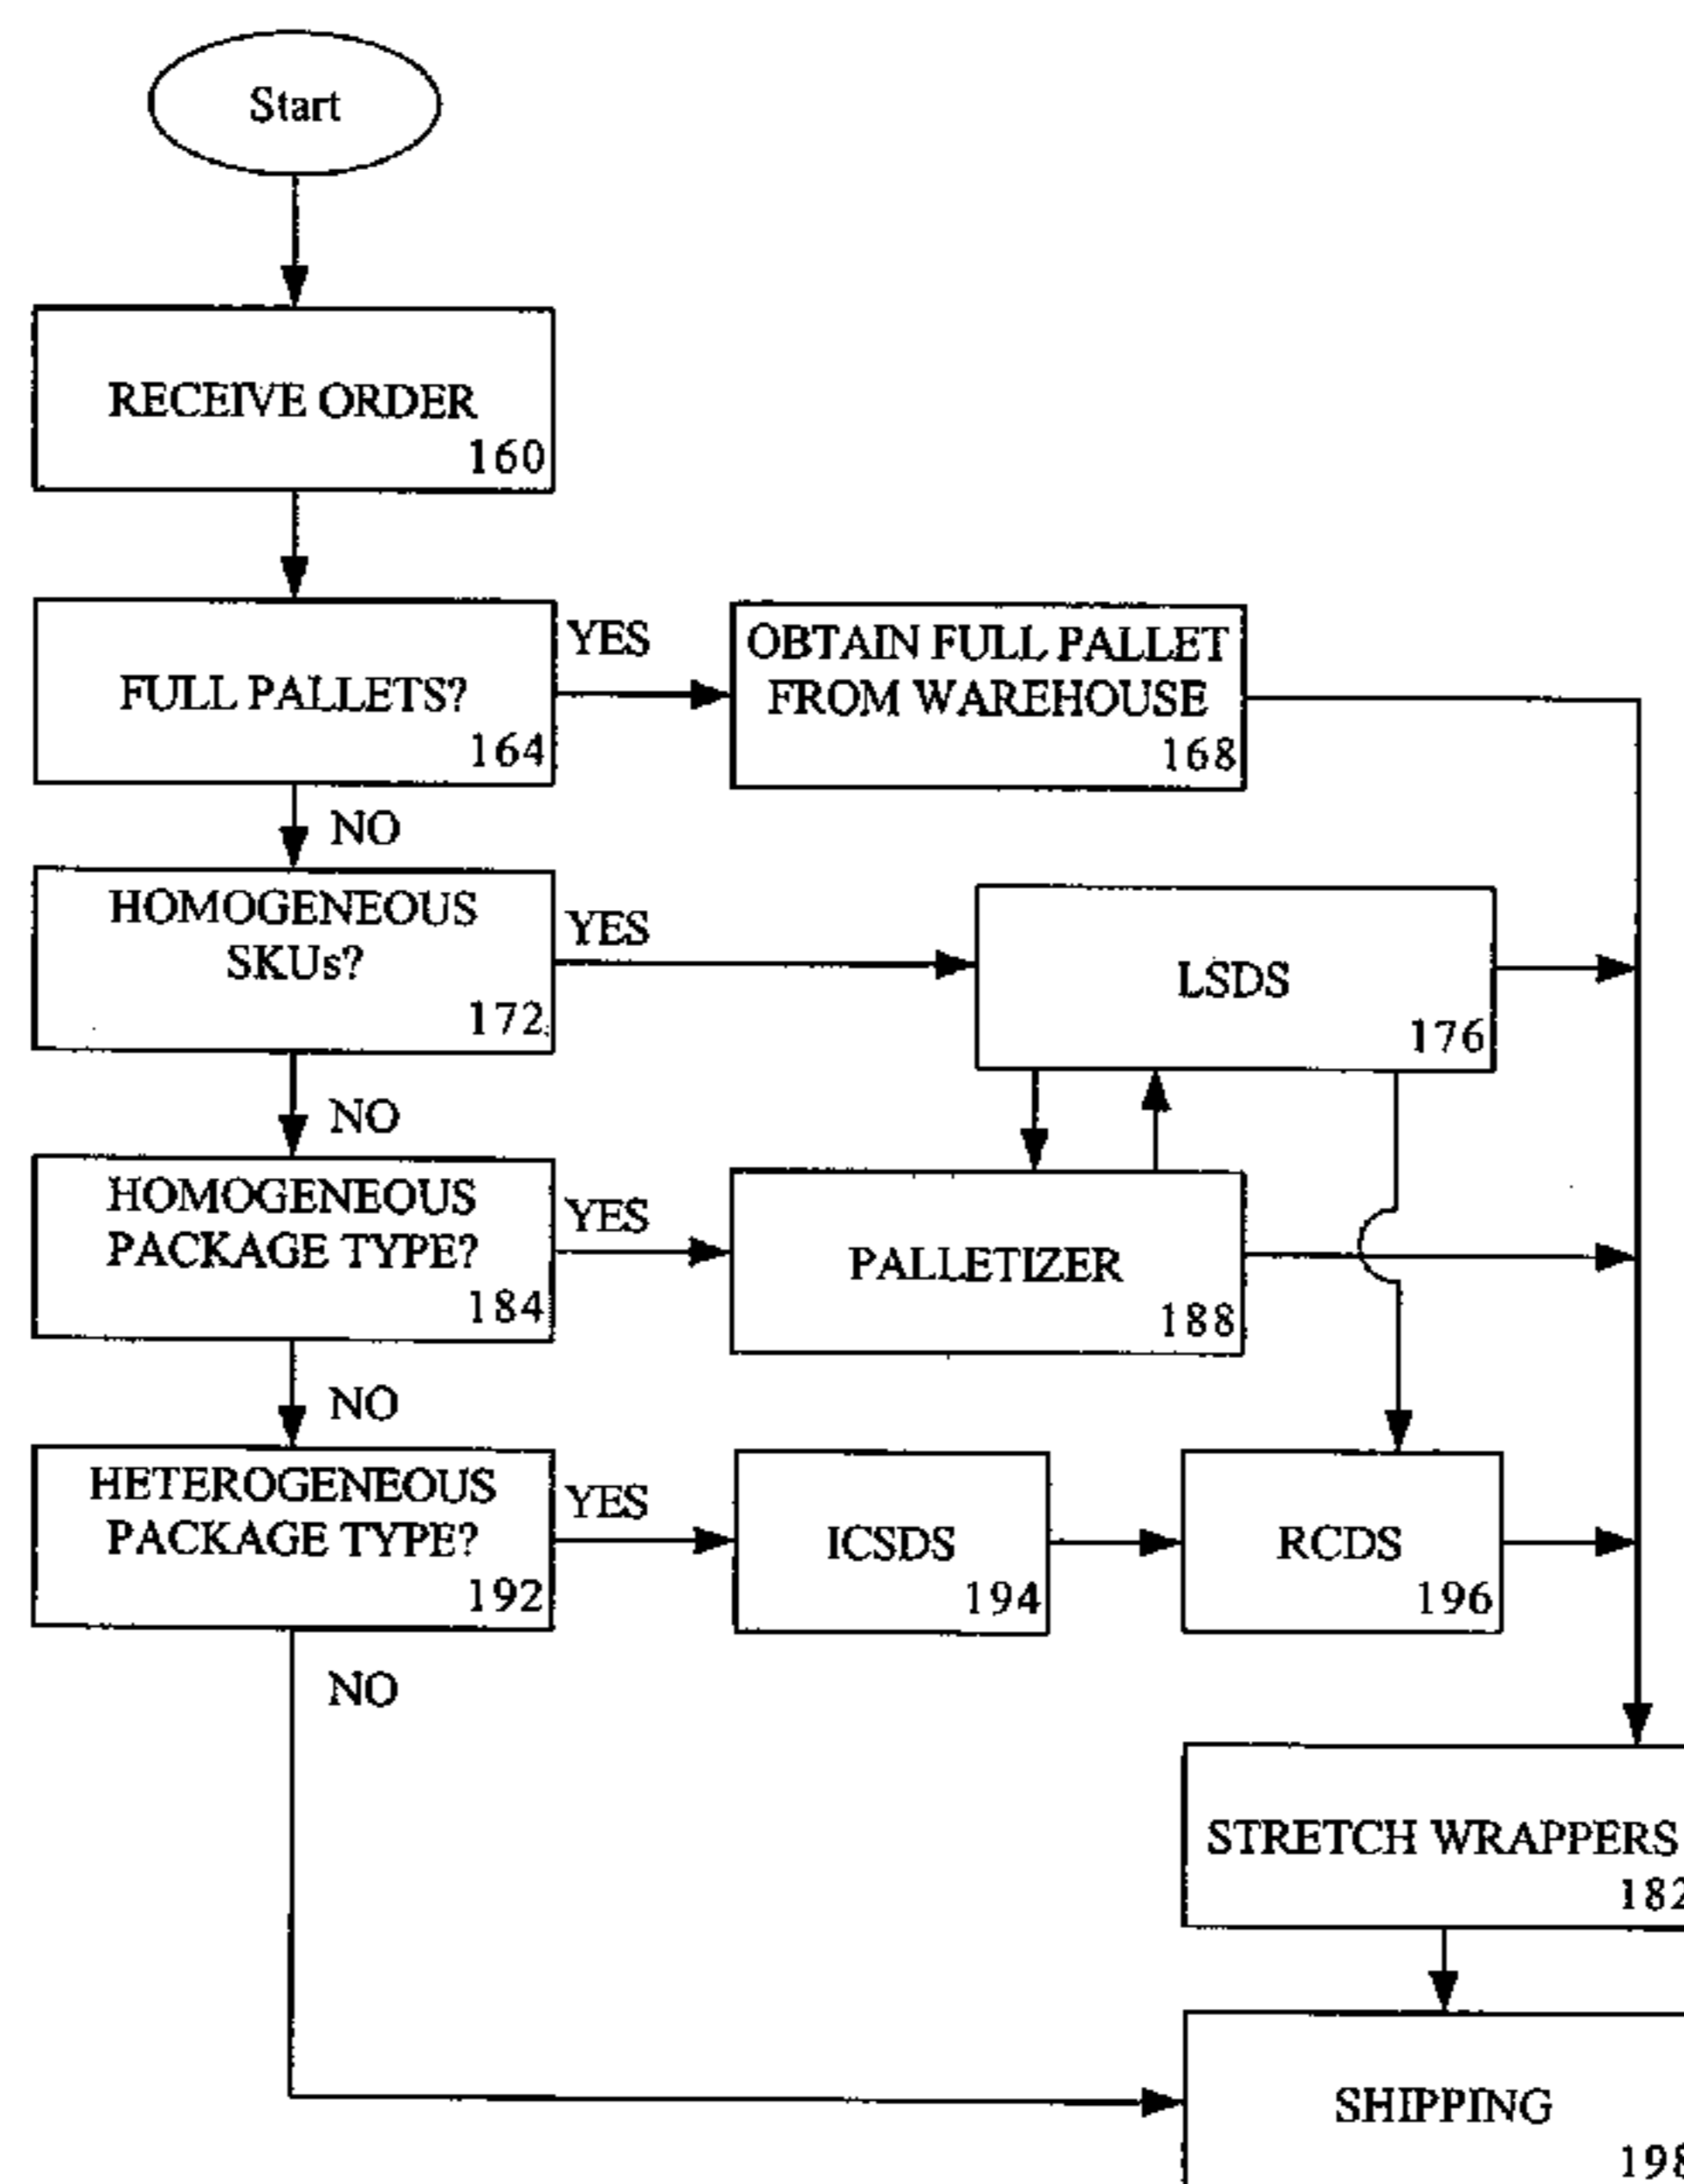 Start
RECEIVE ORDER
160
FULL PALLETS?
164
YES
OBTAIN FULL PALLET
FROM WAREHOUSE
168
NO
HOMOGENEOUS
SKUs?
172
YES
LSDS
176
NO
HOMOGENEOUS
PACKAGE TYPE?
184
YES
PALLETIZER
188
NO
HETEROGENEOUS
PACKAGE TYPE?
192
YES
ICSDS
194
RCDS
196
NO
STRETCH WRAPPERS
182
SHIPPING
198